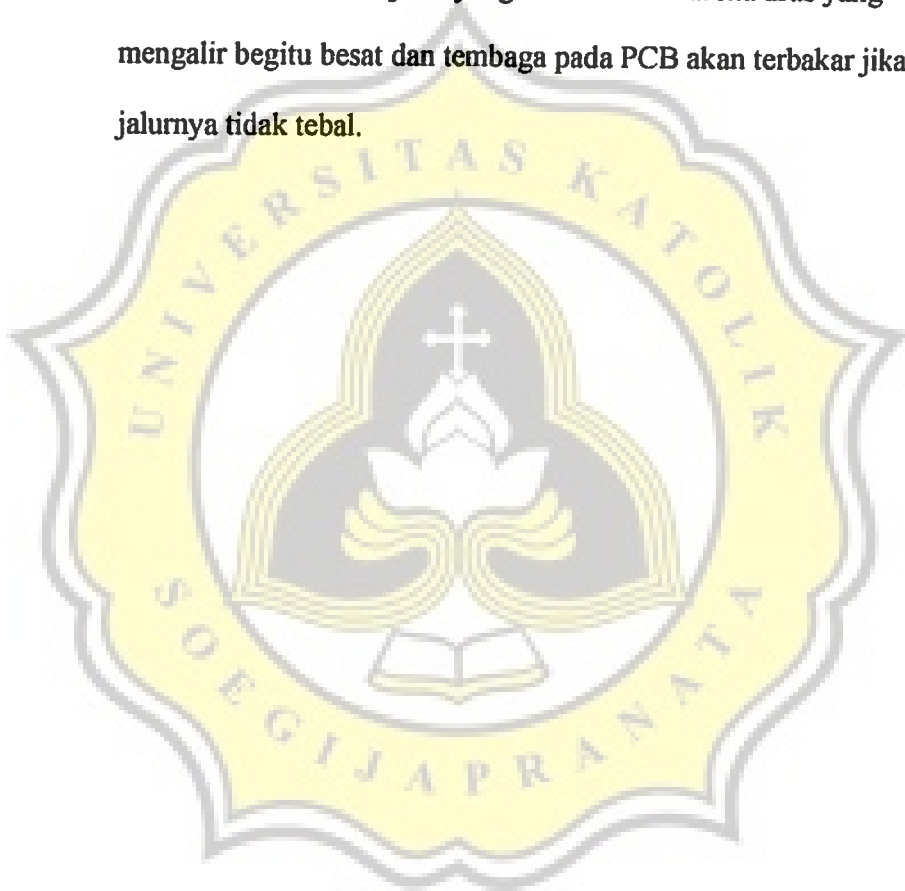 mengalir begitu besat dan tembaga pada PCB akan terbakar jika
jalurnya tidak tebal.
UNIVERSITAS KATOLIK
SOEGIJAPRANATA